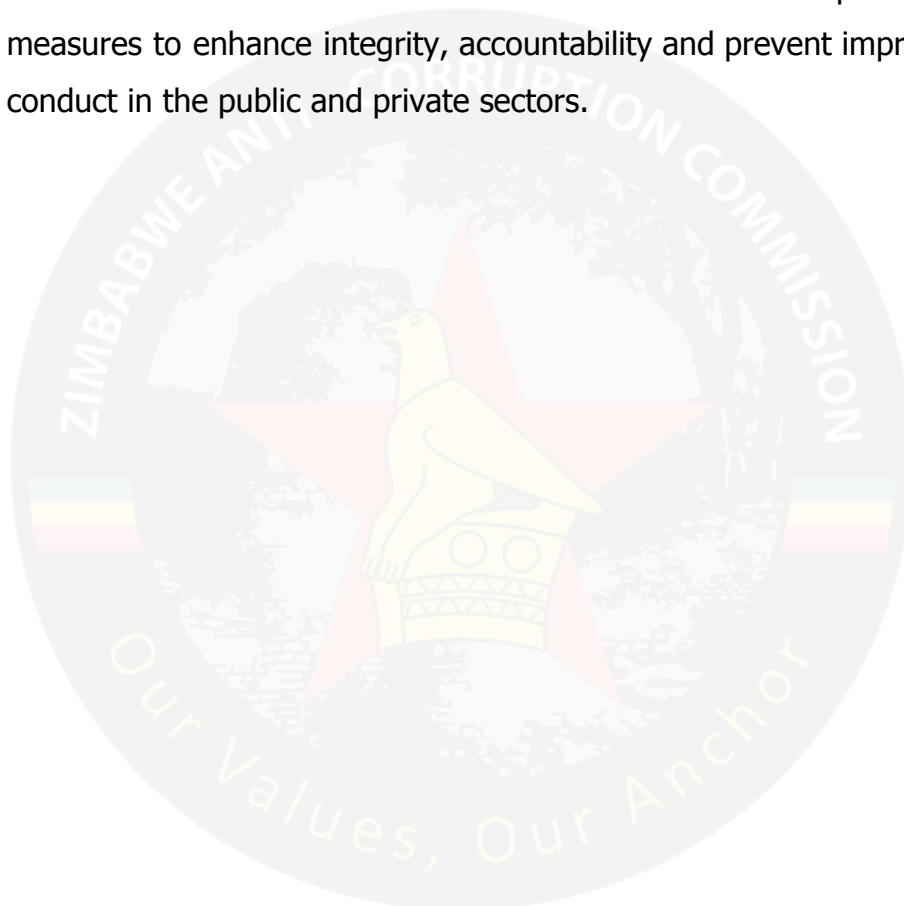 measures to enhance integrity, accountability and prevent impr
conduct in the public and private sectors.
ZIMBABWE ANTI-CORRUPTION COMMISSION
Our Values, Our Anchor